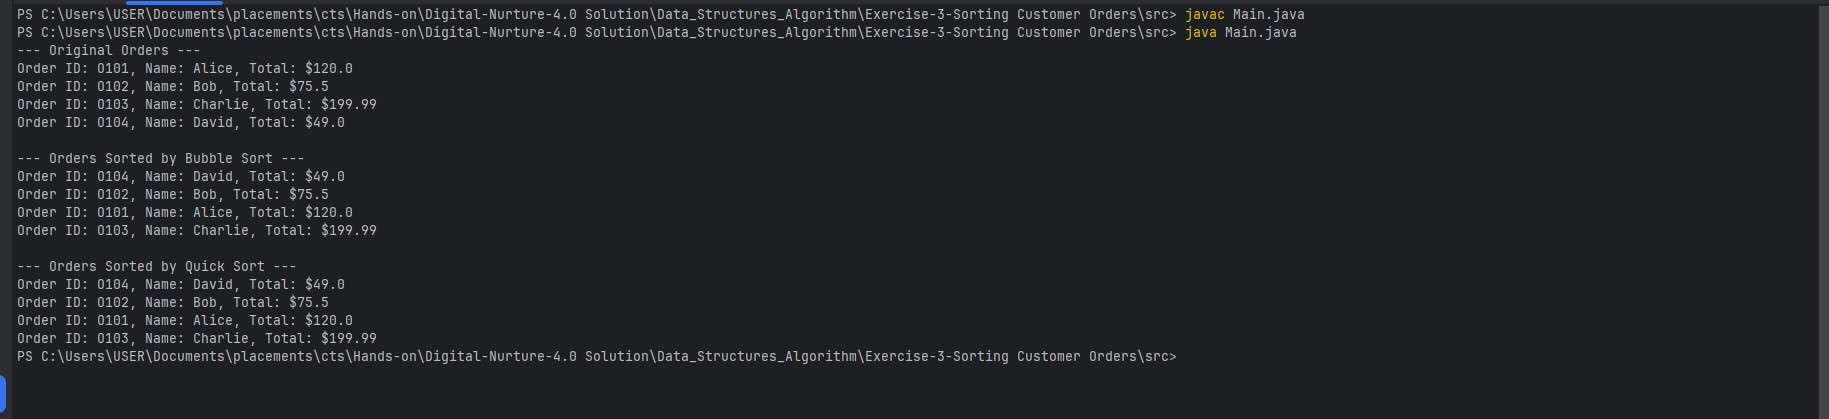 PS C:\Users\USER\Documents\placements\cts\Hands-on\Digital-Nurture-4.0 Solution\Data_Structures_Algorithm\Exercise-3-Sorting Customer Orders\src> javac Main.java
PS C:\Users\USER\Documents\placements\cts\Hands-on\Digital-Nurture-4.0 Solution\Data_Structures_Algorithm\Exercise-3-Sorting Customer Orders\src> java Main.java
--- Original Orders ---
Order ID: O101, Name: Alice, Total: $120.0
Order ID: O102, Name: Bob, Total: $75.5
Order ID: O103, Name: Charlie, Total: $199.99
Order ID: O104, Name: David, Total: $49.0

--- Orders Sorted by Bubble Sort ---
Order ID: O104, Name: David, Total: $49.0
Order ID: O102, Name: Bob, Total: $75.5
Order ID: O101, Name: Alice, Total: $120.0
Order ID: O103, Name: Charlie, Total: $199.99

--- Orders Sorted by Quick Sort ---
Order ID: O104, Name: David, Total: $49.0
Order ID: O102, Name: Bob, Total: $75.5
Order ID: O101, Name: Alice, Total: $120.0
Order ID: O103, Name: Charlie, Total: $199.99
PS C:\Users\USER\Documents\placements\cts\Hands-on\Digital-Nurture-4.0 Solution\Data_Structures_Algorithm\Exercise-3-Sorting Customer Orders\src>